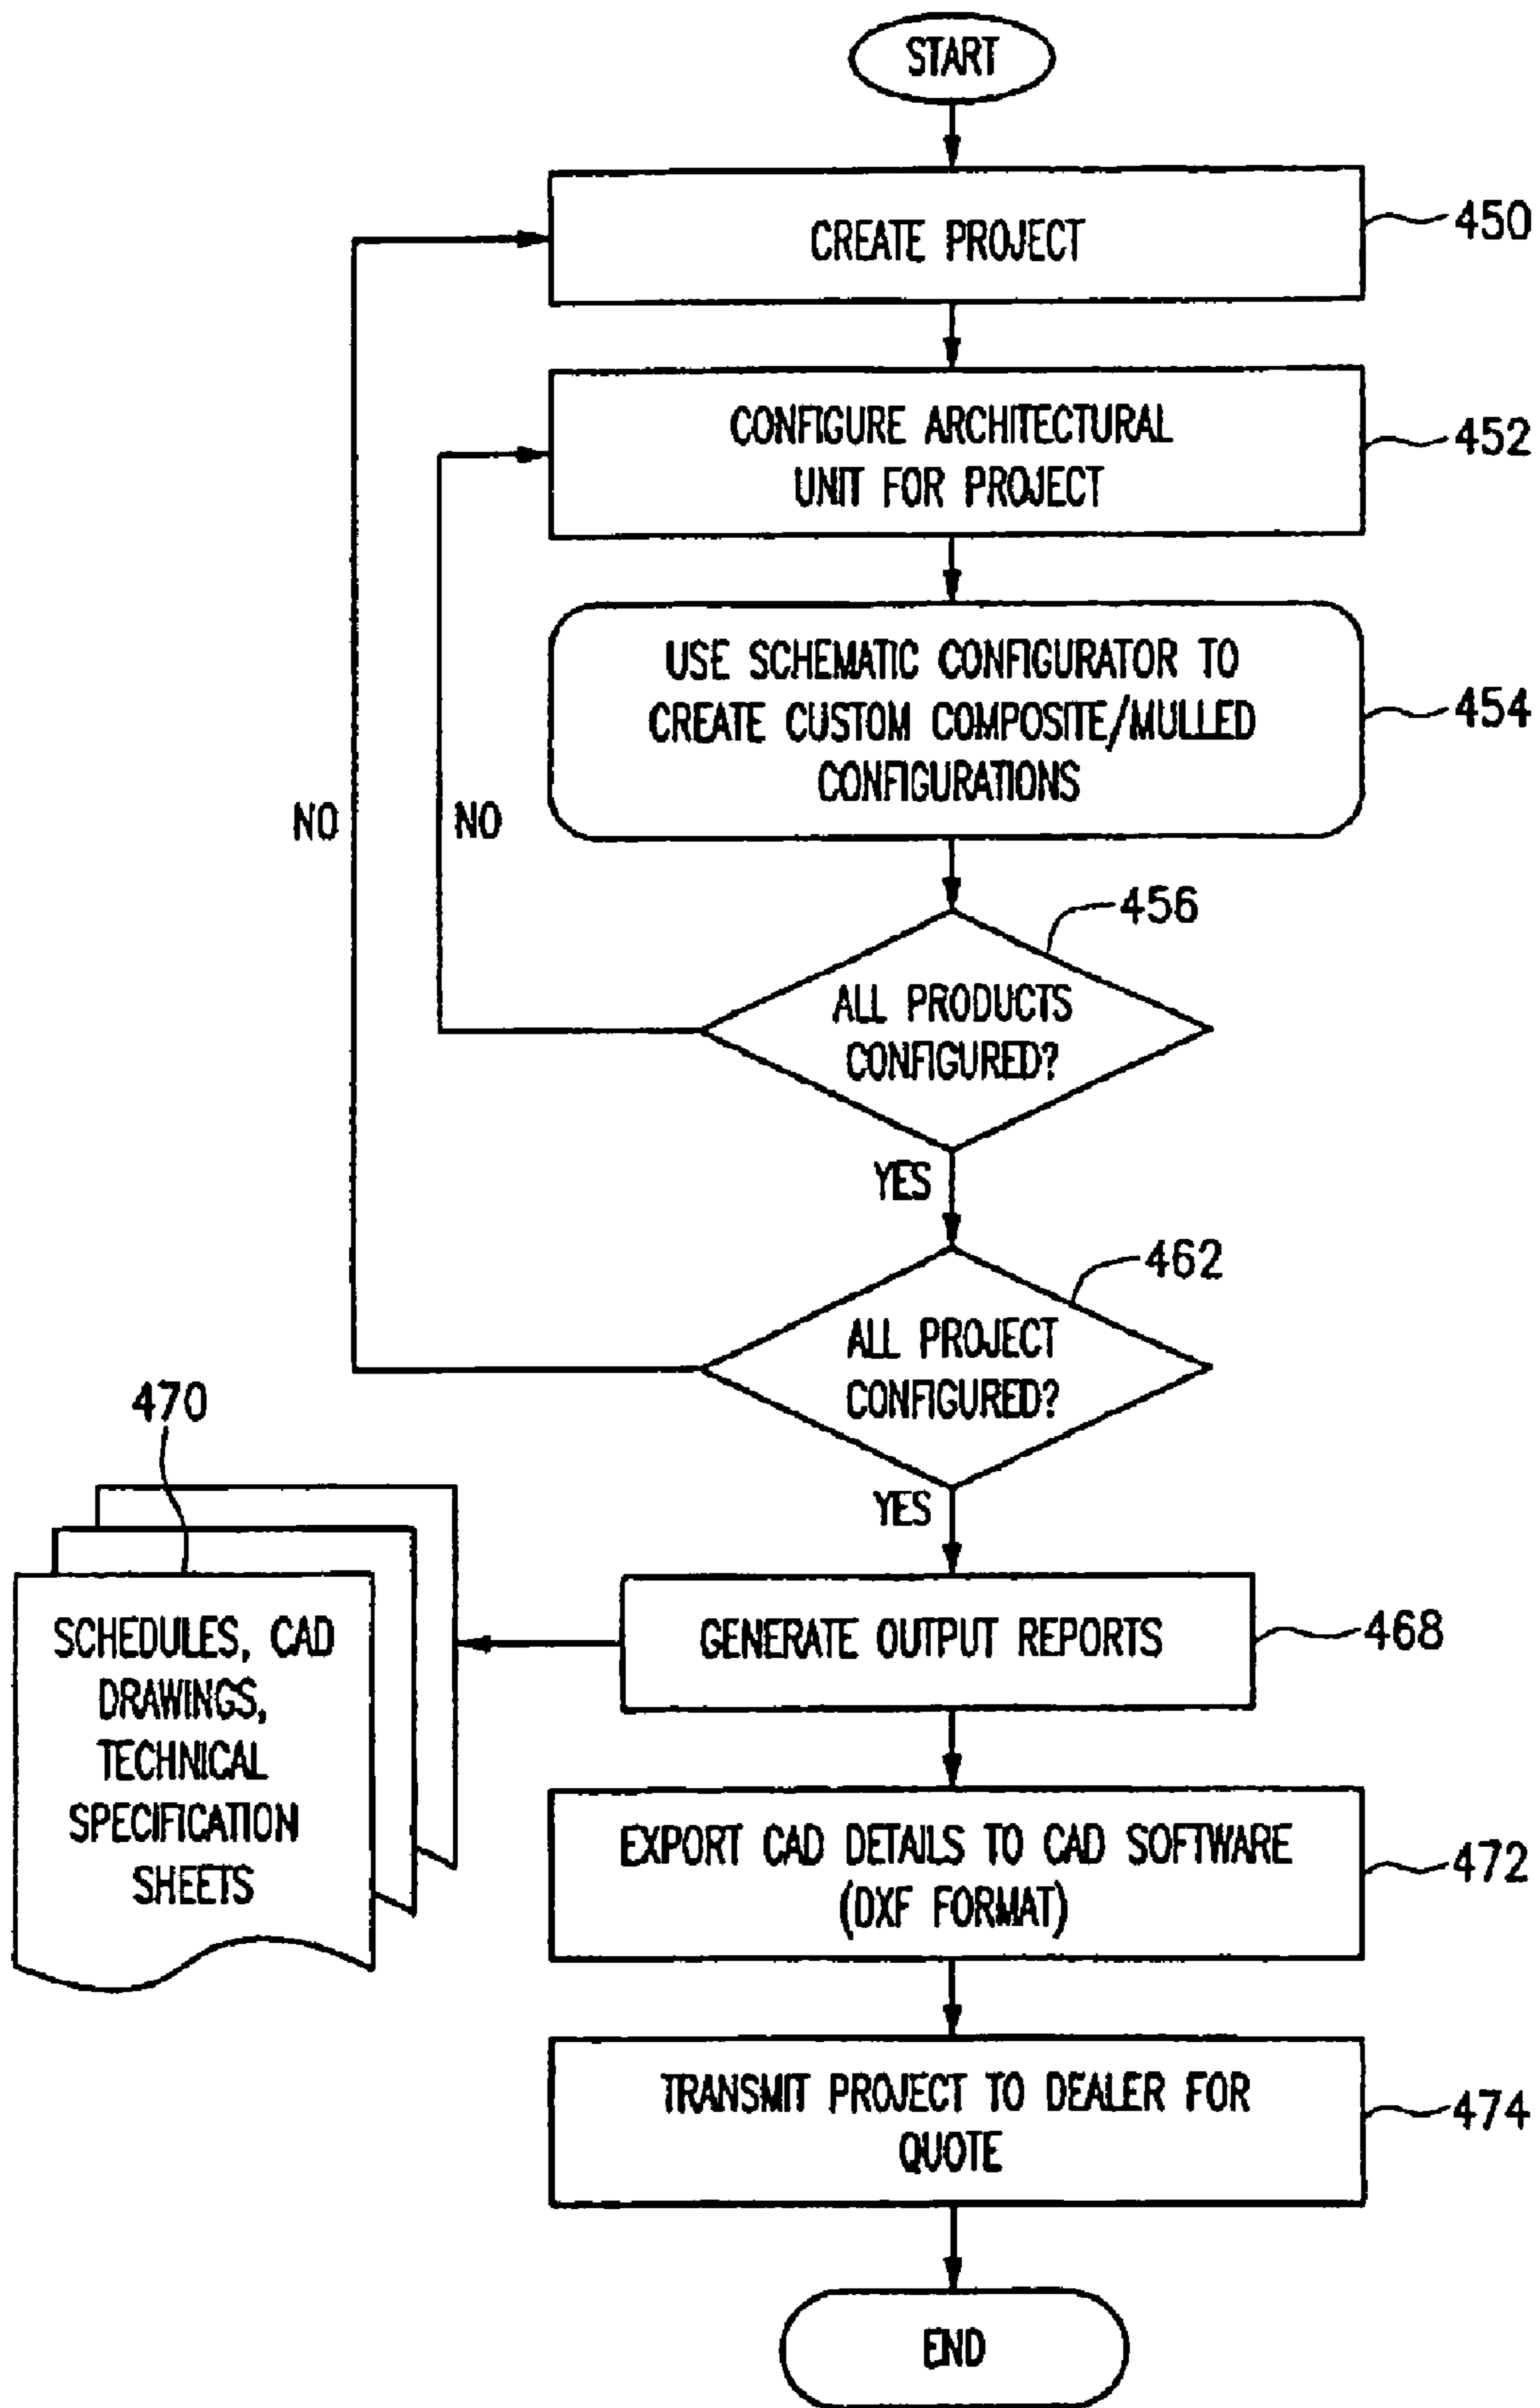 START
CREATE PROJECT
450
CONFIGURE ARCHITECTURAL
UNIT FOR PROJECT
452
USE SCHEMATIC CONFIGURATOR TO
CREATE CUSTOM COMPOSITE/MULLED
CONFIGURATIONS
454
NO
NO
456
ALL PRODUCTS
CONFIGURED?
YES
462
ALL PROJECT
CONFIGURED?
YES
470
SCHEDULES, CAD
DRAWINGS,
TECHNICAL
SPECIFICATION
SHEETS
GENERATE OUTPUT REPORTS
468
EXPORT CAD DETAILS TO CAD SOFTWARE
(DXF FORMAT)
472
TRANSMIT PROJECT TO DEALER FOR
QUOTE
474
END